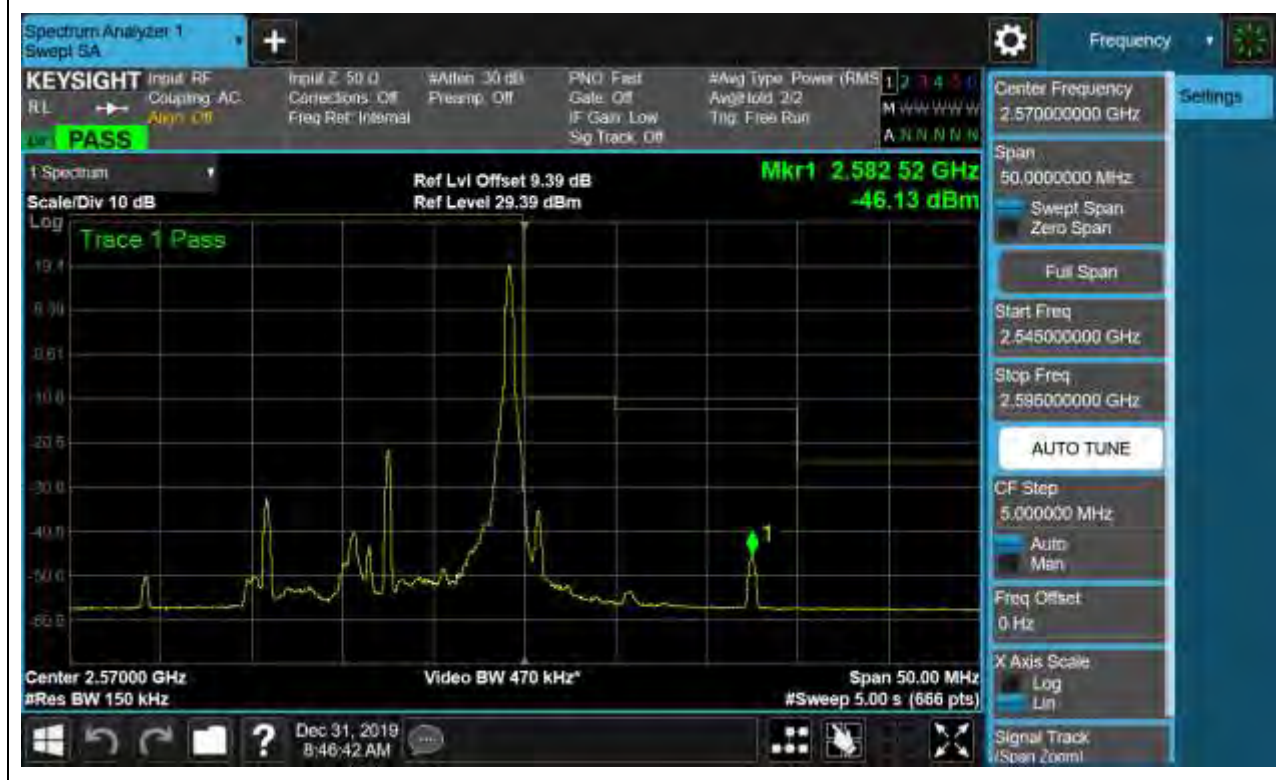 Spectrum Analyzer 1
Swept SA
Frequency
KEYSIGHT
RL
PASS
Input: RF
Coupling: AC
Align: Off
Input Z: 50 Ω
Corrections: Off
Freq Ref: Internal
#Atten: 30 dB
Preamp: Off
PNO: Fast
Gate: Off
IF Gain: Low
Sig Track: Off
#Avg Type: Power (RMS
Avg|Hold: 2/2
Trig: Free Run
1 2 3 4 5 6
M W W W W W
A N N N N N
Settings
1 Spectrum
Scale/Div 10 dB
Ref Lvl Offset 9.39 dB
Ref Level 29.39 dBm
Mkr1 2.582 52 GHz
-46.13 dBm
Log
Trace 1 Pass
19.4
9.39
-0.61
-10.6
-20.6
-30.6
-40.6
-50.6
-60.6
1
Center 2.57000 GHz
#Res BW 150 kHz
Video BW 470 kHz*
Span 50.00 MHz
#Sweep 5.00 s (666 pts)
Center Frequency
2.570000000 GHz
Span
50.0000000 MHz
Swept Span
Zero Span
Full Span
Start Freq
2.545000000 GHz
Stop Freq
2.595000000 GHz
AUTO TUNE
CF Step
5.000000 MHz
Auto
Man
Freq Offset
0 Hz
X Axis Scale
Log
Lin
Signal Track
(Span Zoom)
?
Dec 31, 2019
8:46:42 AM